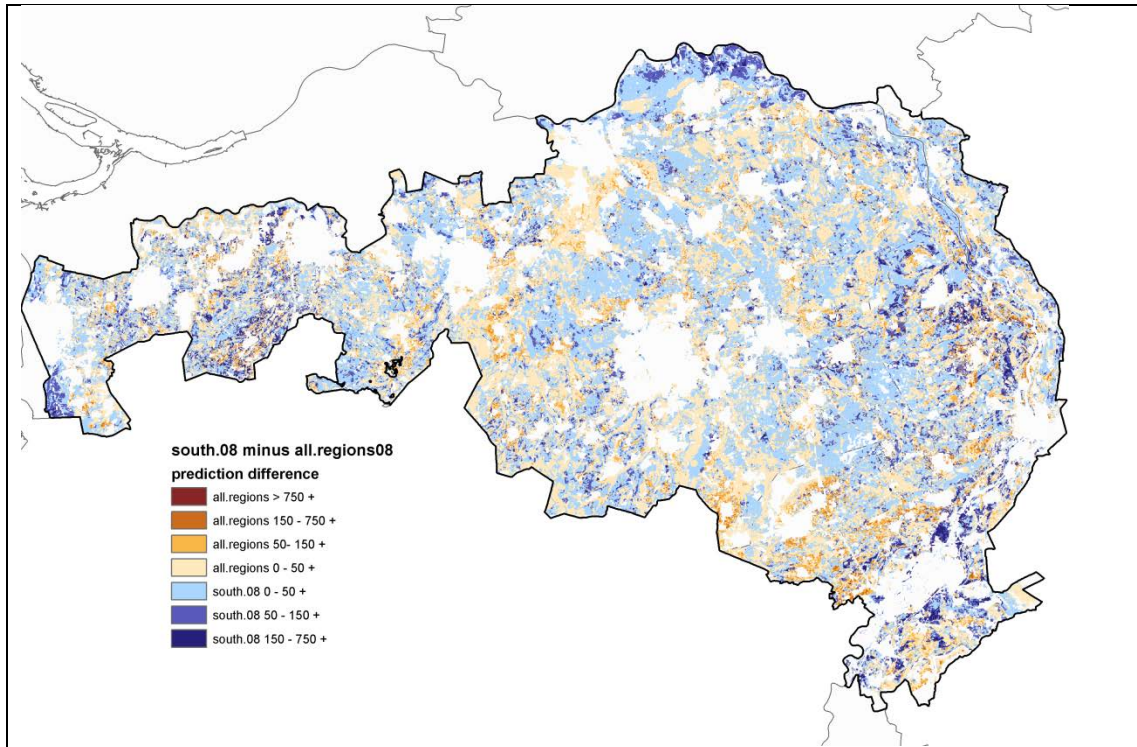 south.08 minus all.regions08
prediction difference
all.regions > 750 +
all.regions 150 - 750 +
all.regions 50- 150 +
all.regions 0 - 50 +
south.08 0 - 50 +
south.08 50 - 150 +
south.08 150 - 750 +